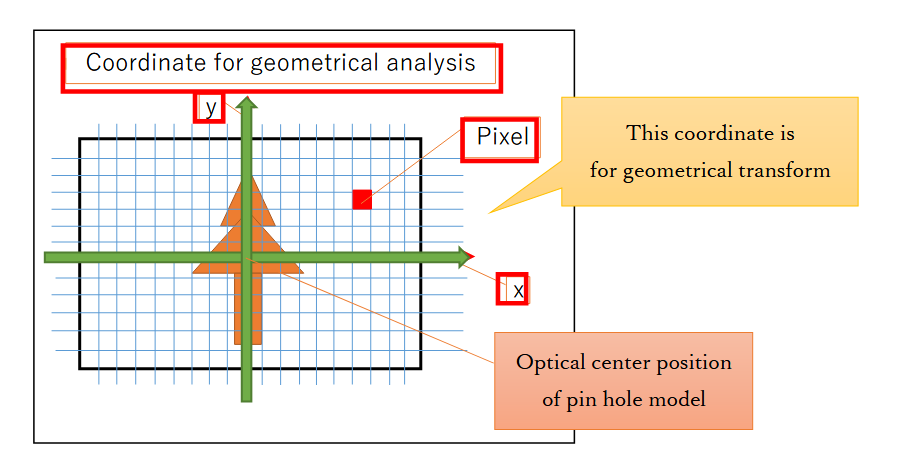 Coordinate for geometrical analysis
y
Pixel
This coordinate is
for geometrical transform
x
Optical center position
of pin hole model